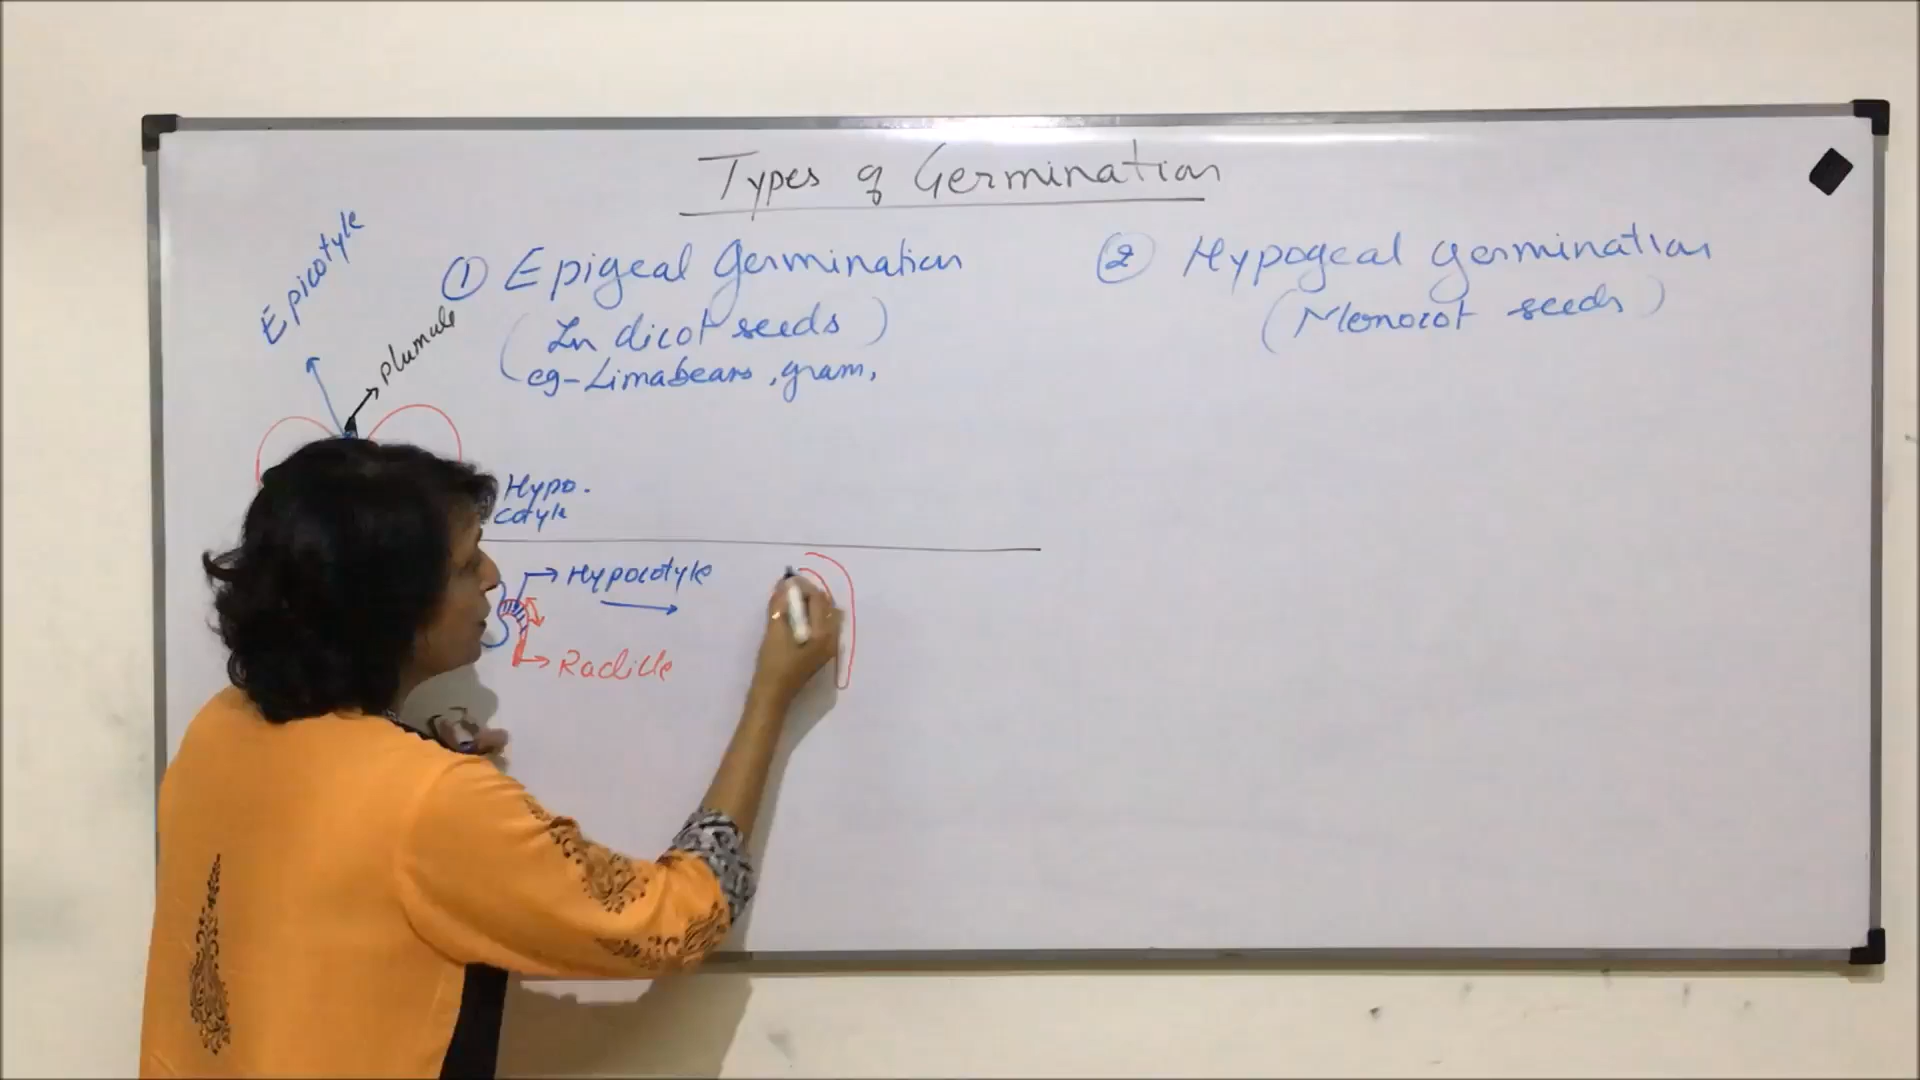 Types of Germination
① Epigeal Germination
(In dicot seeds)
eg-Limabeans, gram,
② Hypogeal germination
(Monocot seeds)
Epicotyle
plumule
Hypo.
cotyle
Hypocotyle
Radicle